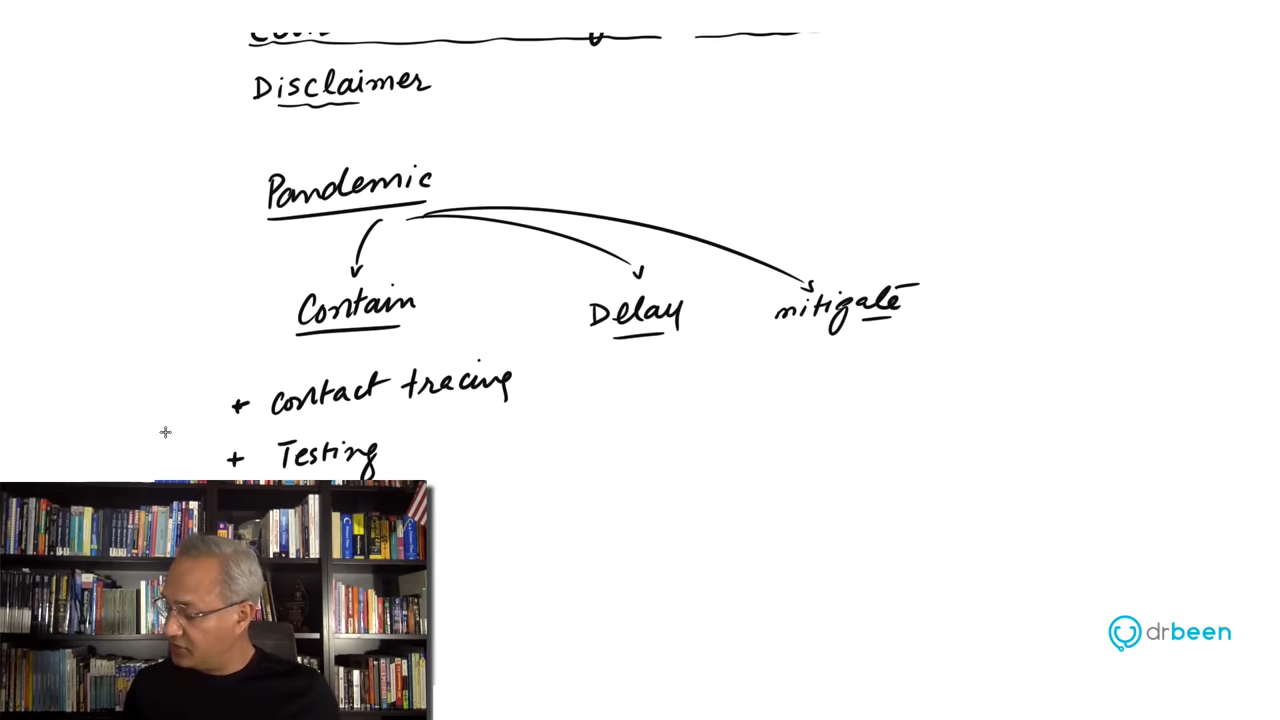 Disclaimer
Pandemic
Contain Delay mitigate
+ contact tracing
+ Testing
drbeen